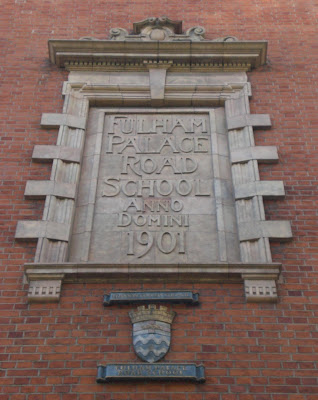 FULHAM
PALACE
ROAD
SCHOOL
ANNO
DOMINI
1901